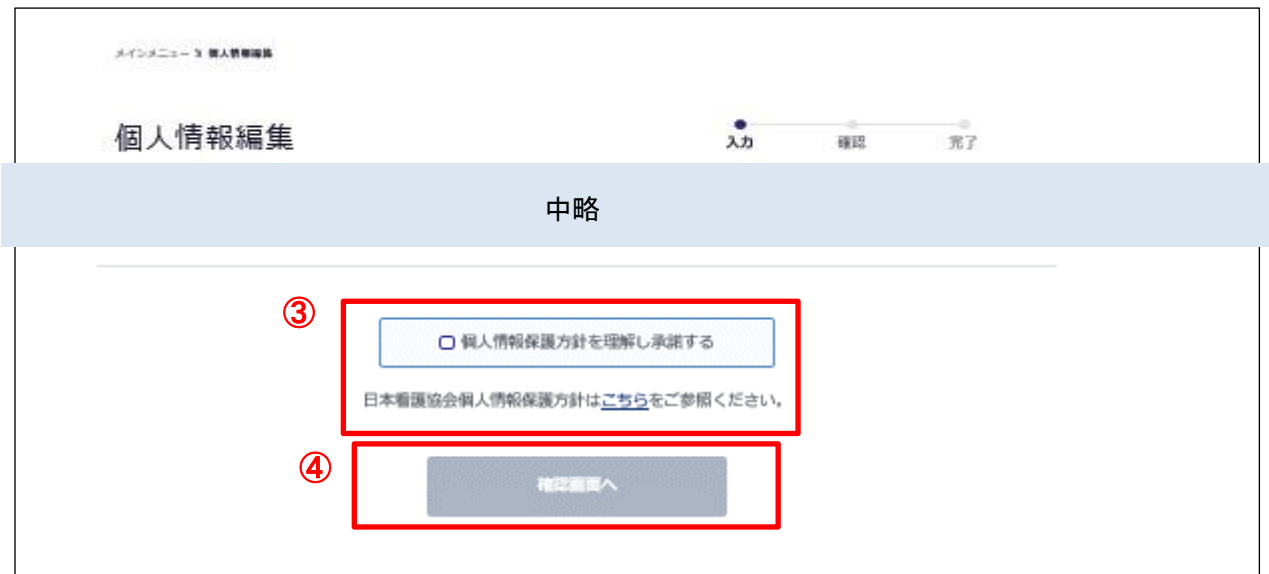 メインメニュー > 個人情報編集
個人情報編集
入力 確認 完了
中略
③
個人情報保護方針を理解し承諾する
日本看護協会個人情報保護方針はこちらをご参照ください。
④
確認画面へ